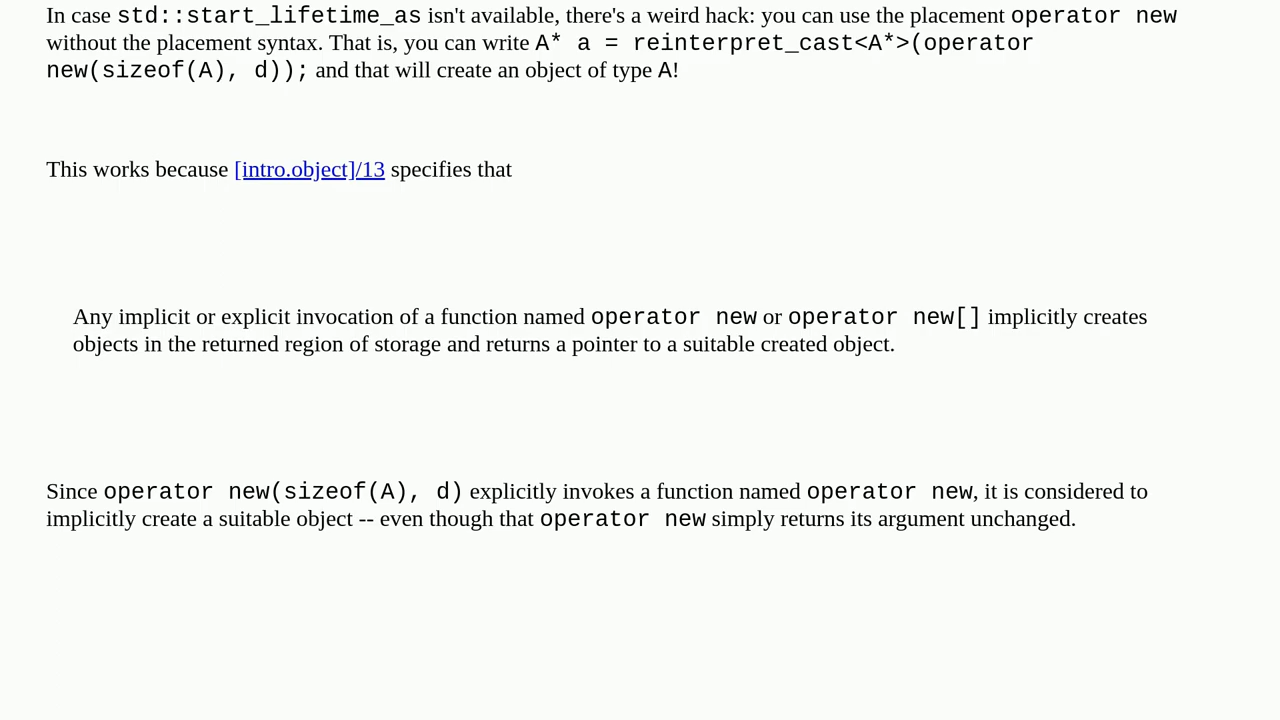 In case std::start_lifetime_as isn't available, there's a weird hack: you can use the placement operator new
without the placement syntax. That is, you can write A* a = reinterpret_cast<A*>(operator
new(sizeof(A), d)); and that will create an object of type A!
This works because [intro.object]/13 specifies that
Any implicit or explicit invocation of a function named operator new or operator new[] implicitly creates
objects in the returned region of storage and returns a pointer to a suitable created object.
Since operator new(sizeof(A), d) explicitly invokes a function named operator new, it is considered to
implicitly create a suitable object -- even though that operator new simply returns its argument unchanged.